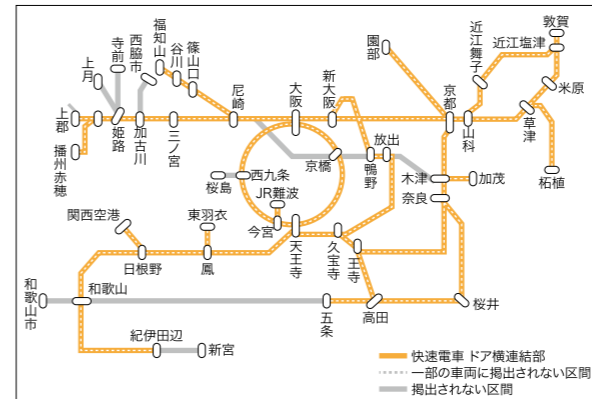 敦賀
近江塩津
近江舞子
園部
福知山
西脇市
寺前
上月
谷川
篠山口
尼崎
大阪
新大阪
京都
山科
米原
草津
上郡
播州赤穂
姫路
加古川
三ノ宮
京橋
放出
鴨野
柘植
桜島
西九条
JR難波
今宮
木津
加茂
奈良
関西空港
東羽衣
天王寺
久宝寺
王寺
日根野
鳳
和歌山市
和歌山
五条
高田
桜井
紀伊田辺
新宮
快速電車 ドア横連結部
一部の車両に掲出されない区間
掲出されない区間